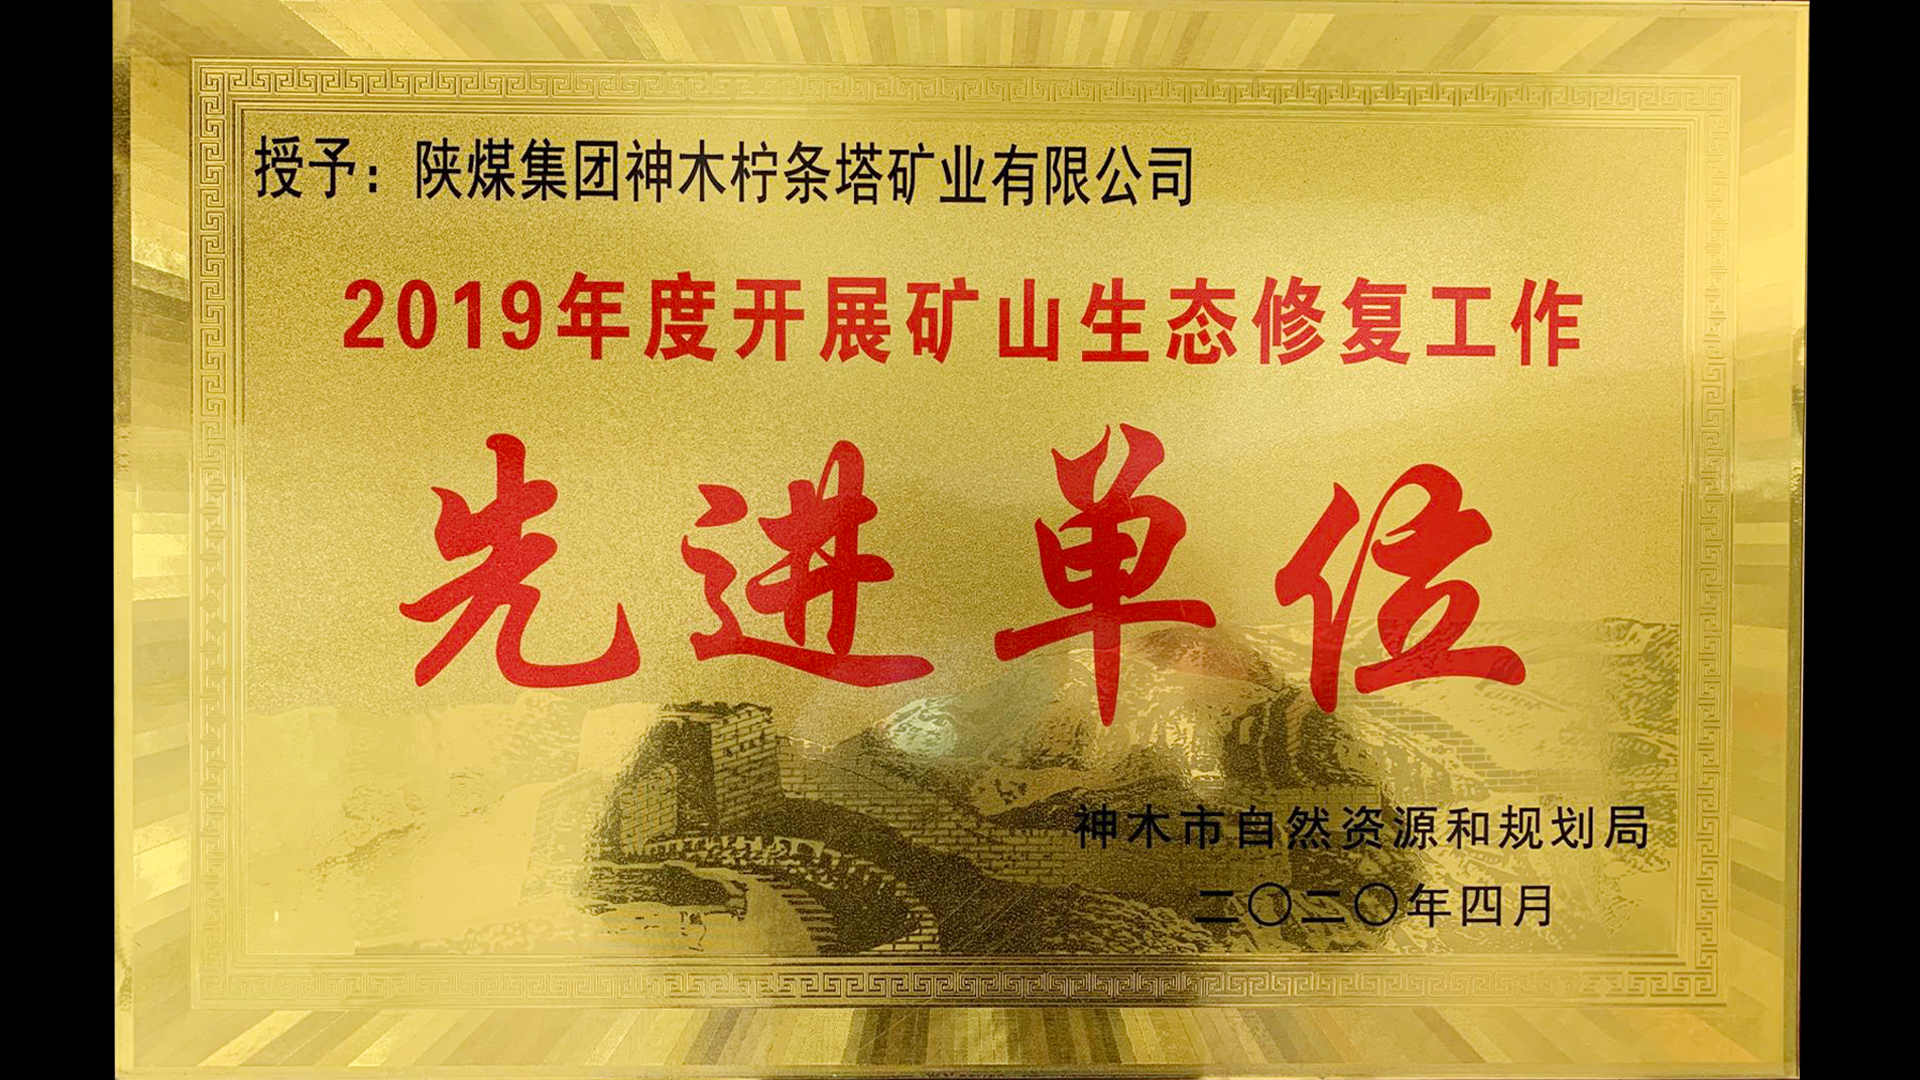 授予：陕煤集团神木柠条塔矿业有限公司
2019年度开展矿山生态修复工作
先进单位
神木市自然资源和规划局
二〇二〇年四月